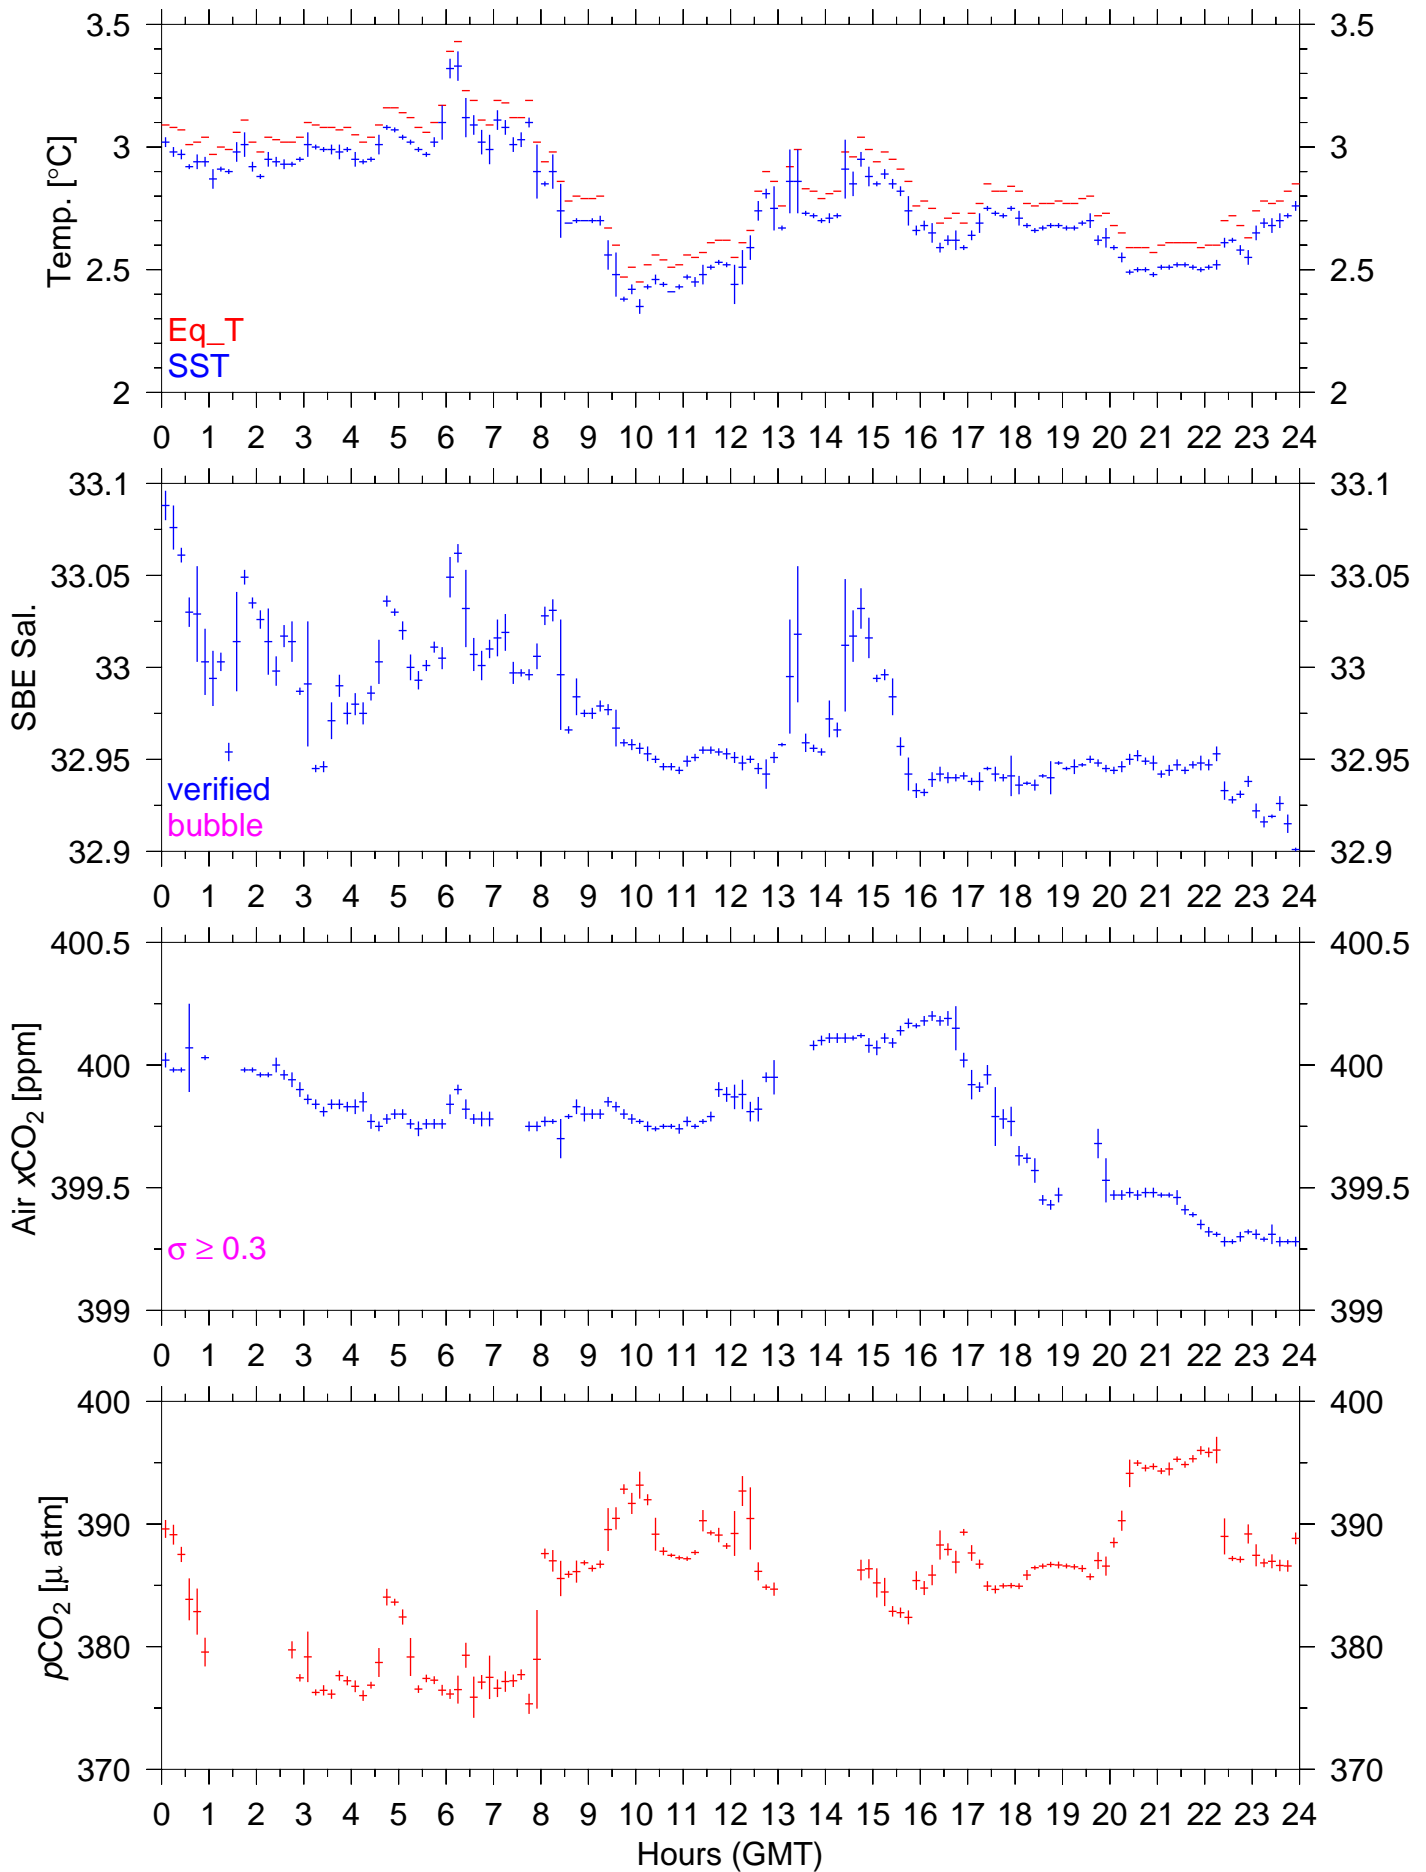 3.5 3.5
3 3
2.5 2.5
2 2
Temp. [°C]
Eq_T
SST
0 1 2 3 4 5 6 7 8 9 10 11 12 13 14 15 16 17 18 19 20 21 22 23 24
33.1 33.1
33.05 33.05
33 33
32.95 32.95
32.9 32.9
SBE Sal.
verified
bubble
0 1 2 3 4 5 6 7 8 9 10 11 12 13 14 15 16 17 18 19 20 21 22 23 24
400.5 400.5
400 400
399.5 399.5
399 399
Air xCO₂ [ppm]
σ ≥ 0.3
0 1 2 3 4 5 6 7 8 9 10 11 12 13 14 15 16 17 18 19 20 21 22 23 24
400 400
390 390
380 380
370 370
pCO₂ [µ atm]
0 1 2 3 4 5 6 7 8 9 10 11 12 13 14 15 16 17 18 19 20 21 22 23 24
Hours (GMT)